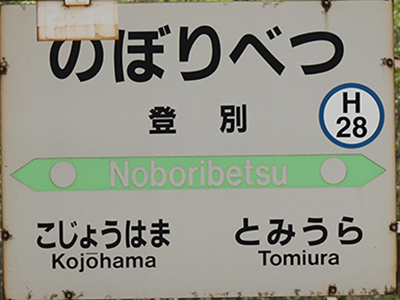 のぼりべつ
登別
H
28
Noboribetsu
こじょうはま とみうら
Kojōhama Tomiura